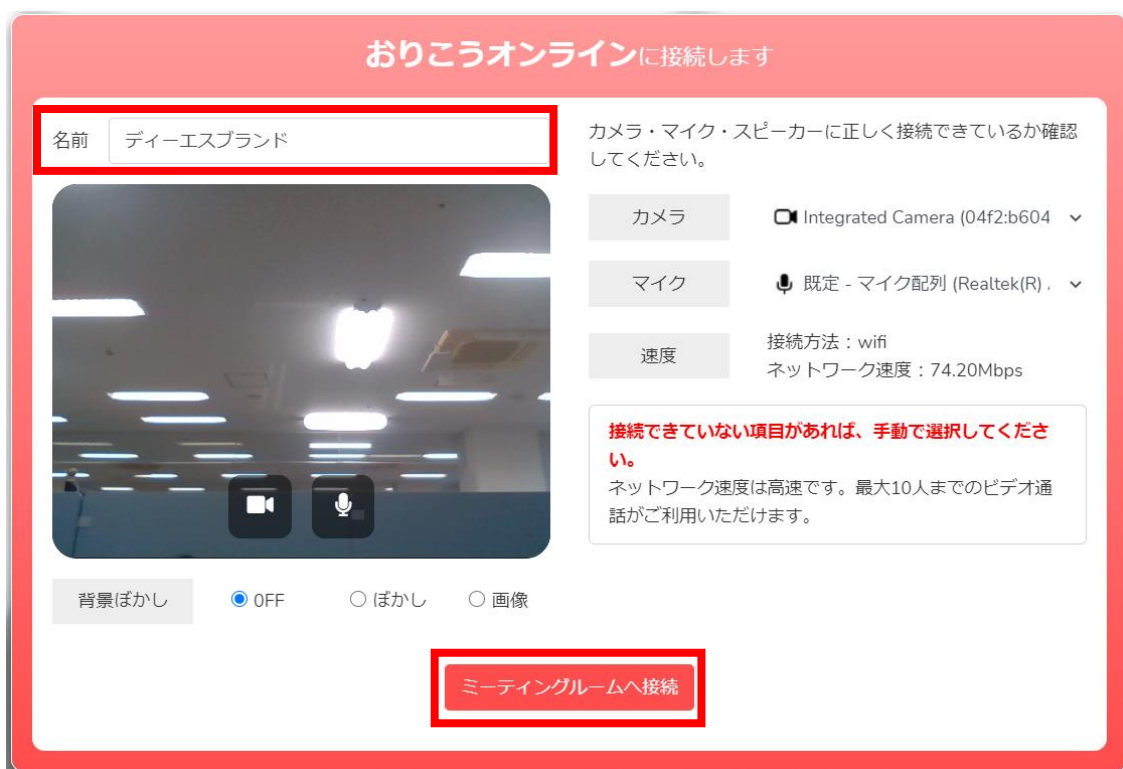 おりこうオンラインに接続します
名前 ディーエスブランド
カメラ・マイク・スピーカーに正しく接続できているか確認
してください。
カメラ Integrated Camera (04f2:b604
マイク 既定 - マイク配列 (Realtek(R) .
速度 接続方法：wifi
ネットワーク速度：74.20Mbps
接続できていない項目があれば、手動で選択してくださ
い。
ネットワーク速度は高速です。最大10人までのビデオ通
話がご利用いただけます。
背景ぼかし OFF ぼかし 画像
ミーティングルームへ接続